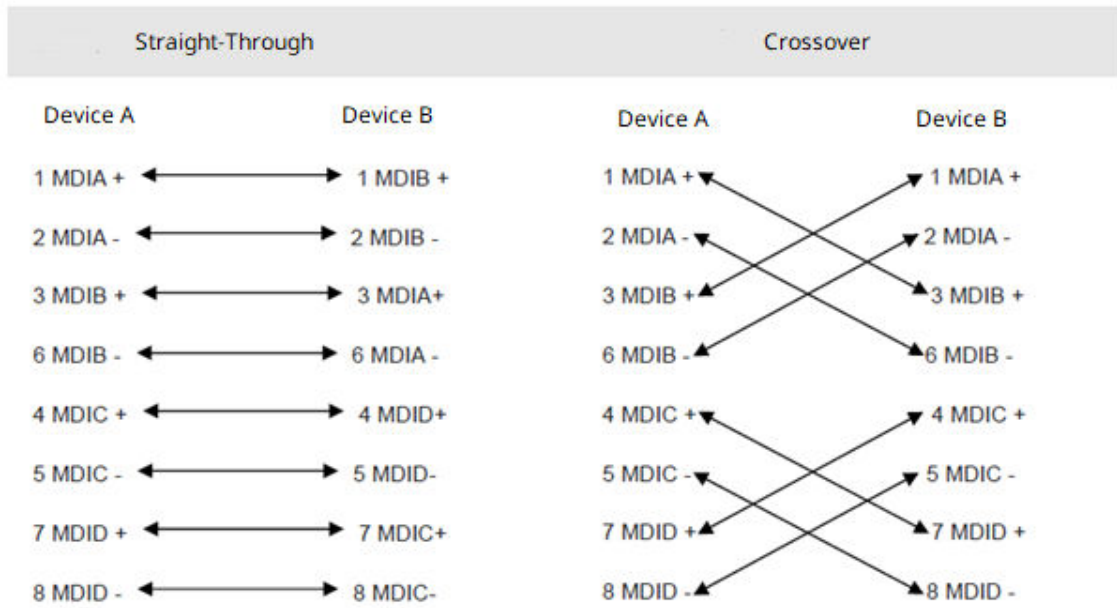 Straight-Through Crossover
Device A Device B Device A Device B
1 MDIA + 1 MDIB + 1 MDIA + 1 MDIA +
2 MDIA - 2 MDIB - 2 MDIA - 2 MDIA -
3 MDIB + 3 MDIA+ 3 MDIB + 3 MDIB +
6 MDIB - 6 MDIA - 6 MDIB - 6 MDIB -
4 MDIC + 4 MDID+ 4 MDIC + 4 MDIC +
5 MDIC - 5 MDID- 5 MDIC - 5 MDIC -
7 MDID + 7 MDIC+ 7 MDID + 7 MDID +
8 MDID - 8 MDIC- 8 MDID - 8 MDID -